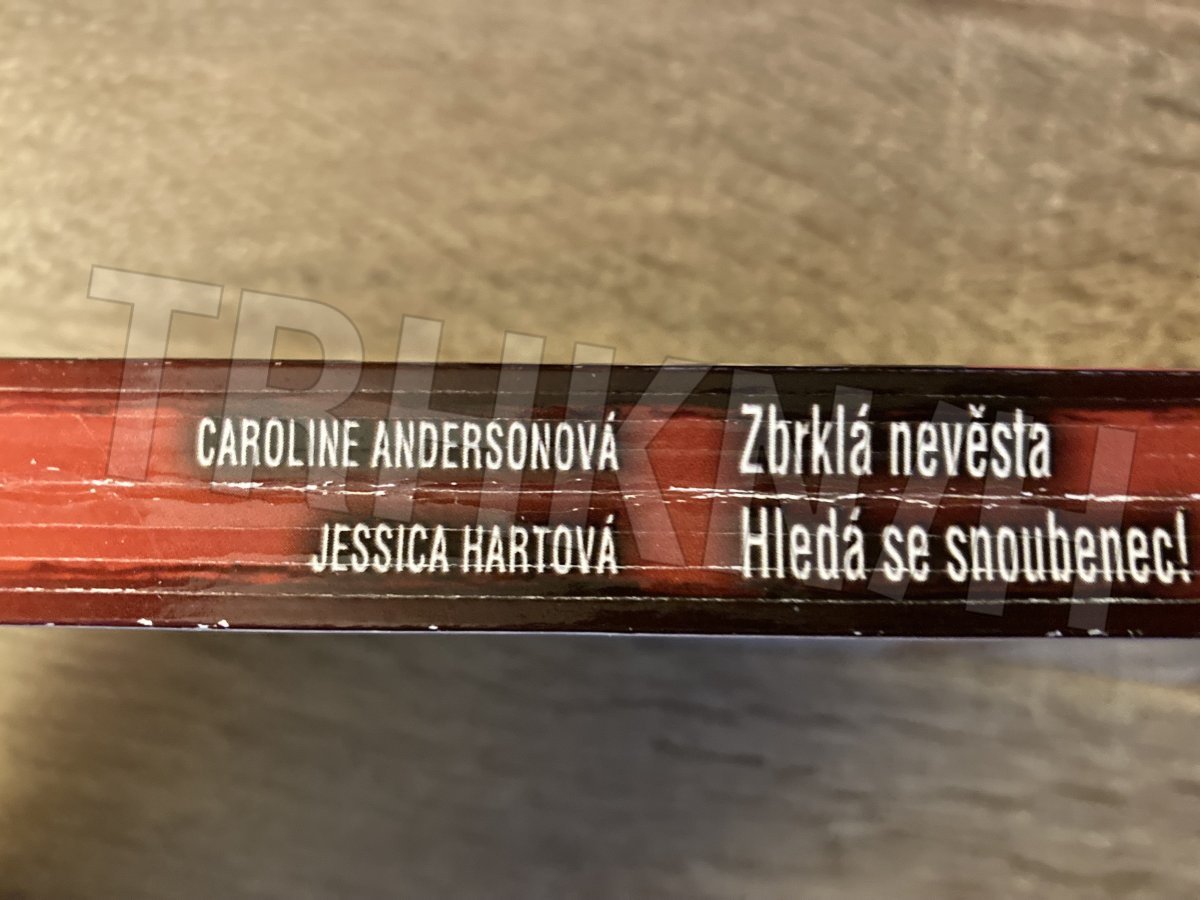 CAROLINE ANDERSONOVÁ Zbrklá nevěsta
JESSICA HARTOVÁ Hledá se snoubenec!
TRHKNIH